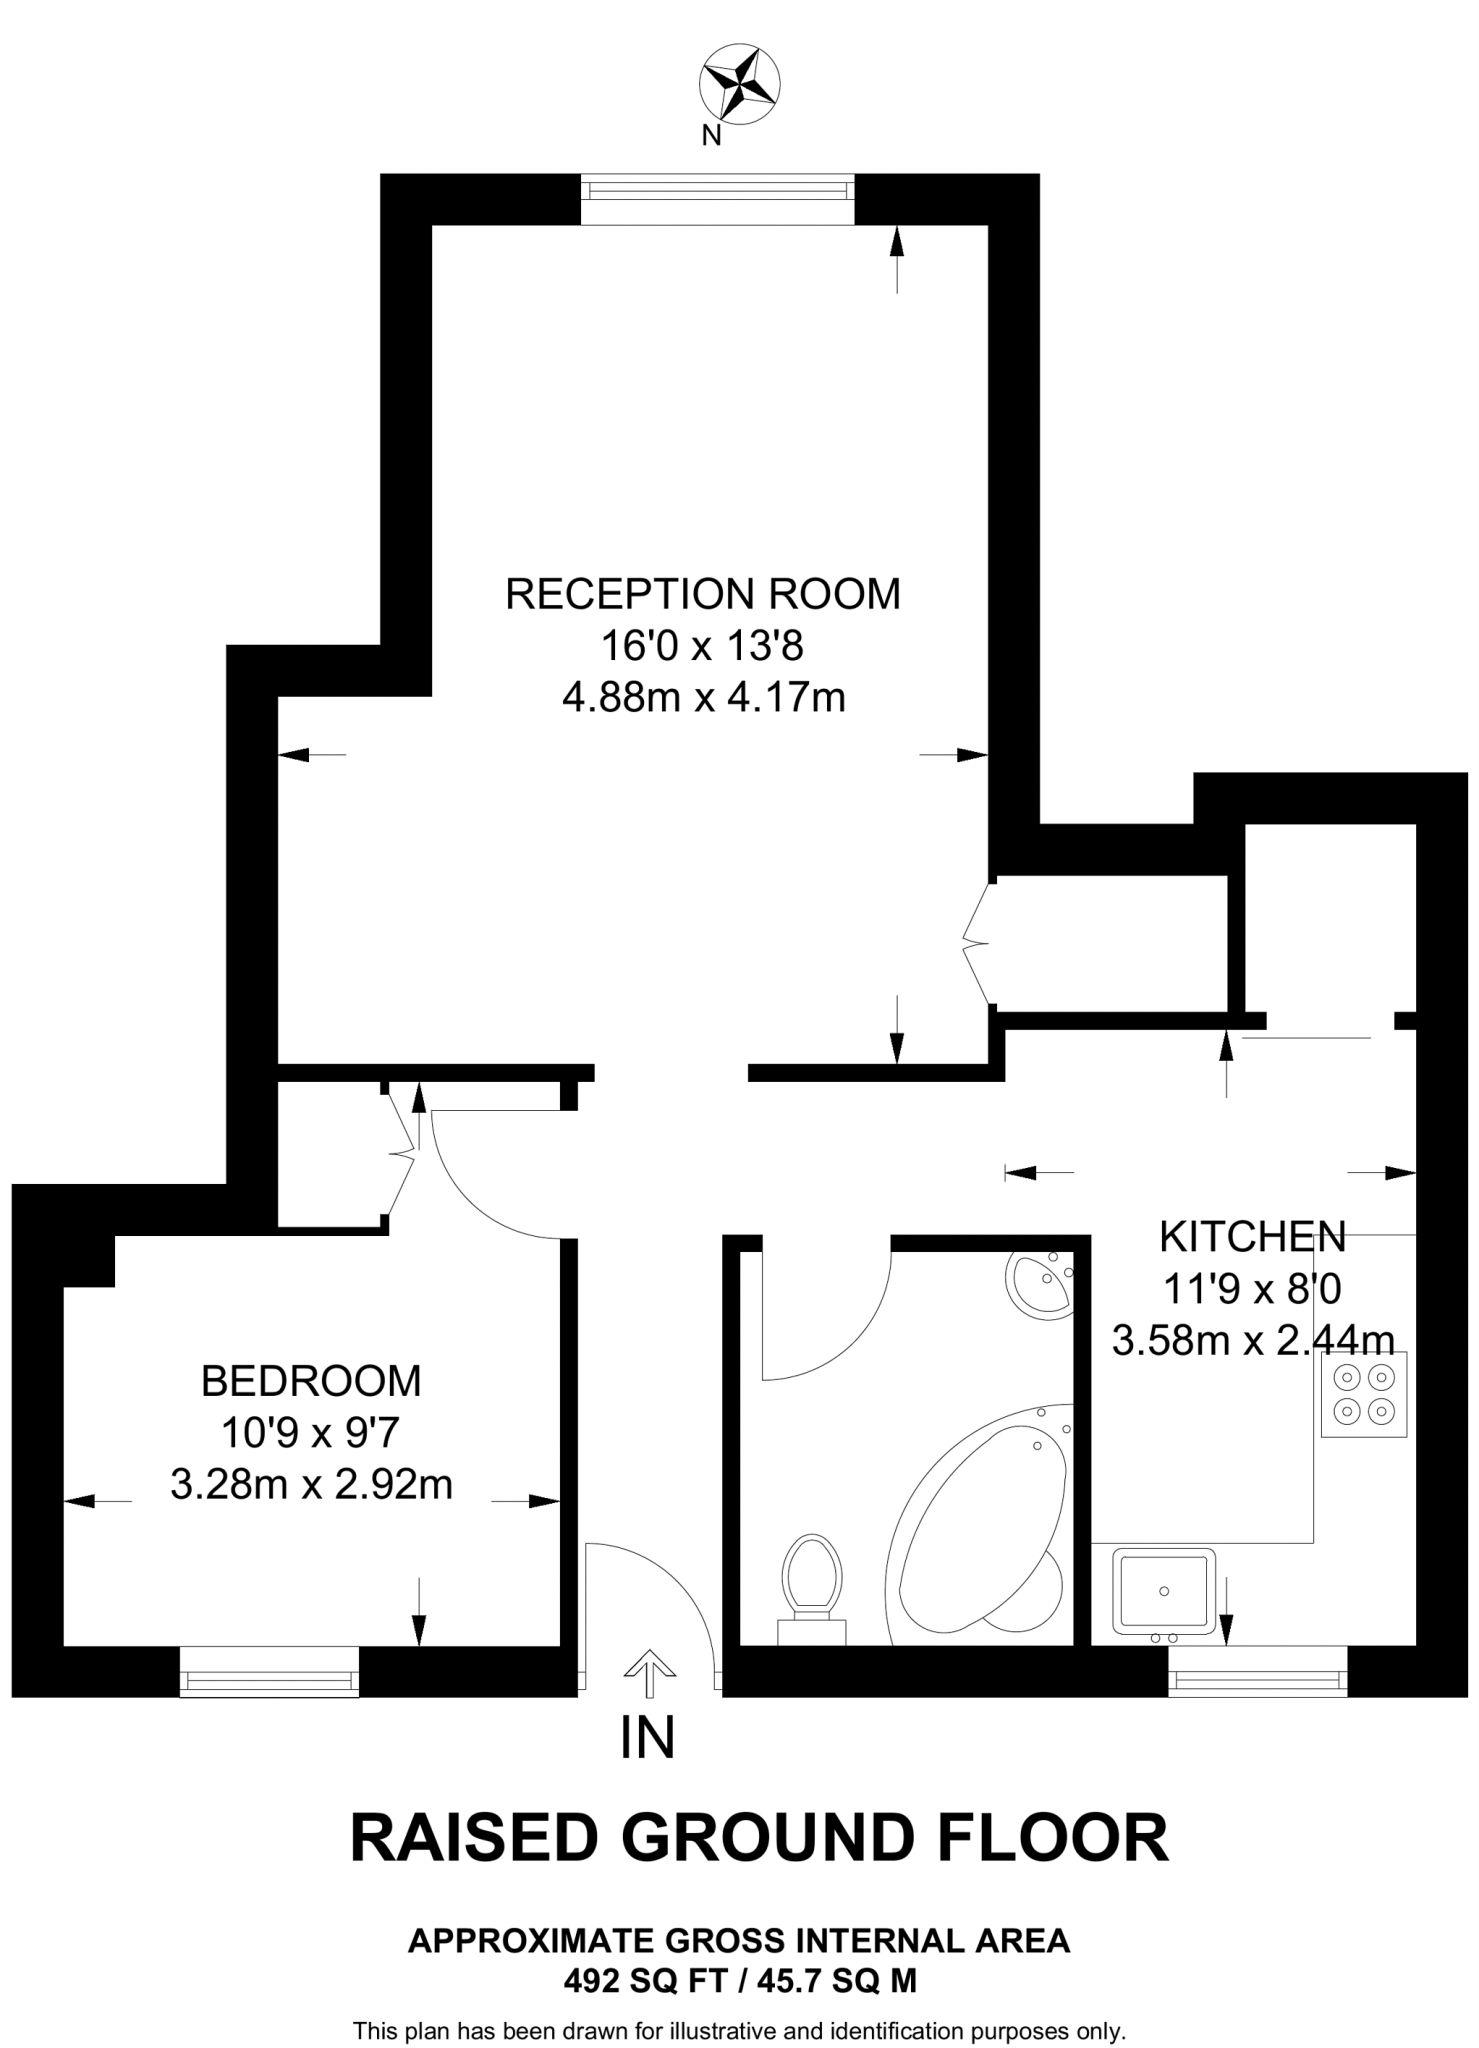 N
RECEPTION ROOM
16'0 x 13'8
4.88m x 4.17m
KITCHEN
11'9 x 8'0
3.58m x 2.44m
BEDROOM
10'9 x 9'7
3.28m x 2.92m
IN
RAISED GROUND FLOOR
APPROXIMATE GROSS INTERNAL AREA
492 SQ FT / 45.7 SQ M
This plan has been drawn for illustrative and identification purposes only.